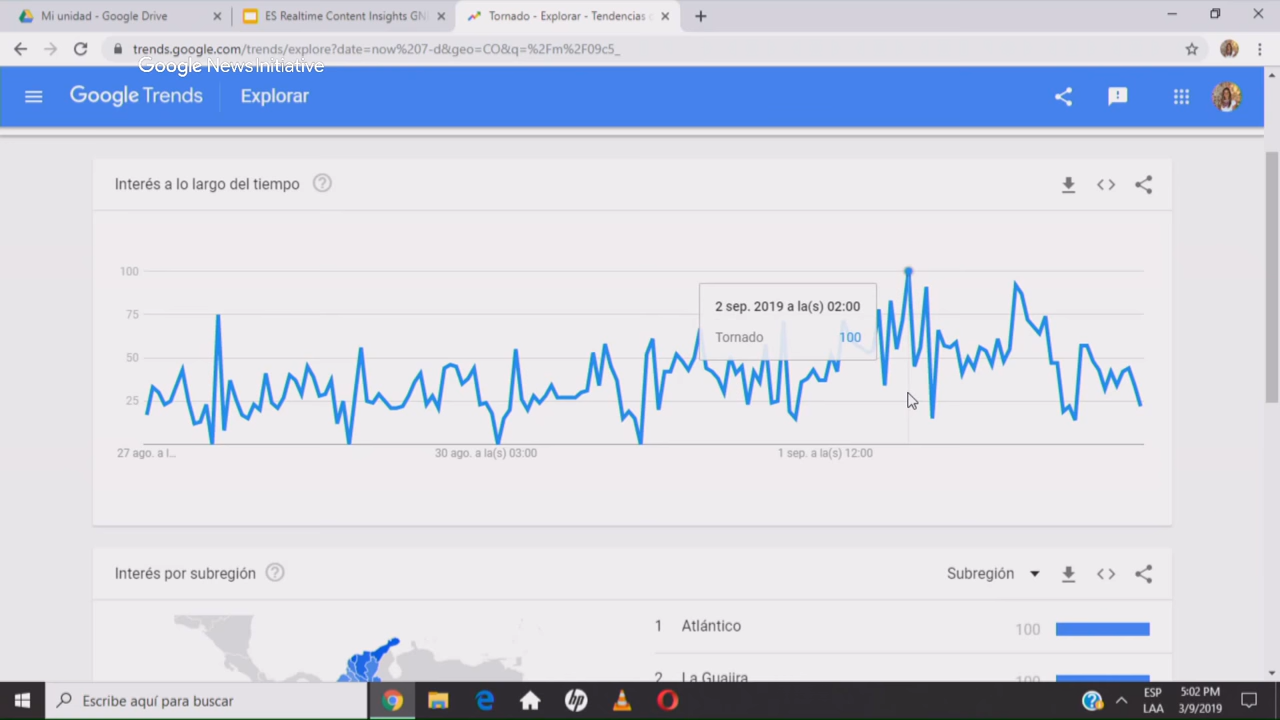 Mi unidad - Google Drive
ES Realtime Content Insights GN
Tornado - Explorar - Tendencias
trends.google.com/trends/explore?date=now%207-d&geo=CO&q=%2Fm%2F09c5_
Google News Initiative
Google Trends
Explorar
Interés a lo largo del tiempo
100
75
50
25
2 sep. 2019 a la(s) 02:00
Tornado 100
27 ago. a l...
30 ago. a la(s) 03:00
1 sep. a la(s) 12:00
Interés por subregión
Subregión
1 Atlántico 100
2 La Guajira 100
Escribe aquí para buscar
hp
ESP
LAA
5:02 PM
3/9/2019